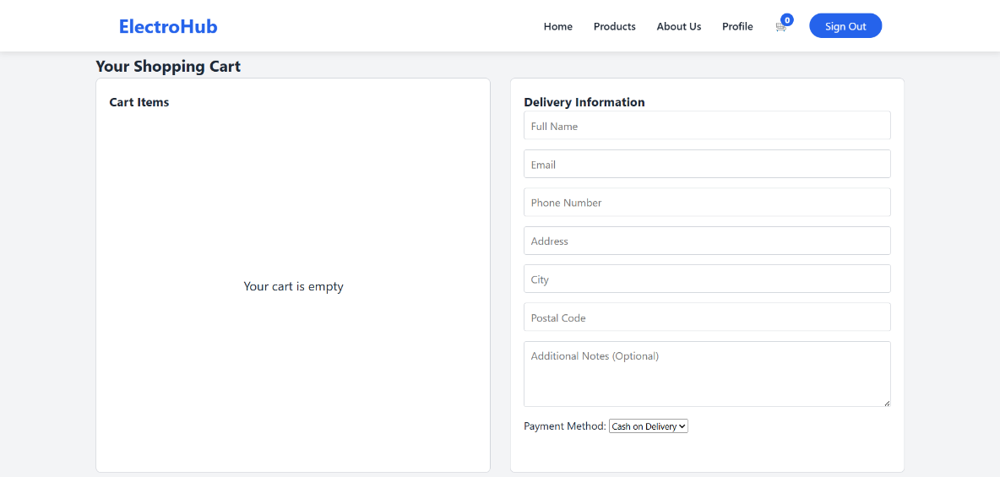 ElectroHub
Home
Products
About Us
Profile
0
Sign Out
Your Shopping Cart
Cart Items
Your cart is empty
Delivery Information
Full Name
Email
Phone Number
Address
City
Postal Code
Additional Notes (Optional)
Payment Method: Cash on Delivery